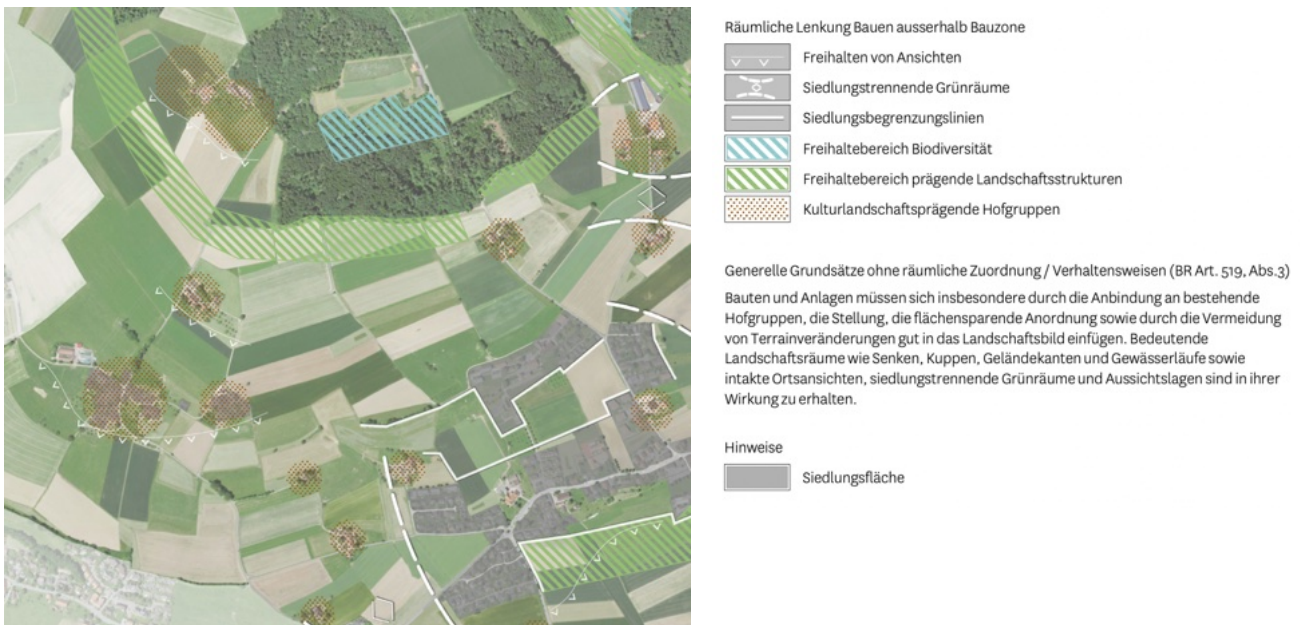 Räumliche Lenkung Bauen ausserhalb Bauzone
Freihalten von Ansichten
Siedlungstrennende Grünräume
Siedlungsbegrenzungslinien
Freihaltebereich Biodiversität
Freihaltebereich prägende Landschaftsstrukturen
Kulturlandschaftsprägende Hofgruppen
Generelle Grundsätze ohne räumliche Zuordnung / Verhaltensweisen (BR Art. 519, Abs.3)
Bauten und Anlagen müssen sich insbesondere durch die Anbindung an bestehende
Hofgruppen, die Stellung, die flächensparende Anordnung sowie durch die Vermeidung
von Terrainveränderungen gut in das Landschaftsbild einfügen. Bedeutende
Landschaftsräume wie Senken, Kuppen, Geländekanten und Gewässerläufe sowie
intakte Ortsansichten, siedlungstrennende Grünräume und Aussichtslagen sind in ihrer
Wirkung zu erhalten.
Hinweise
Siedlungsfläche